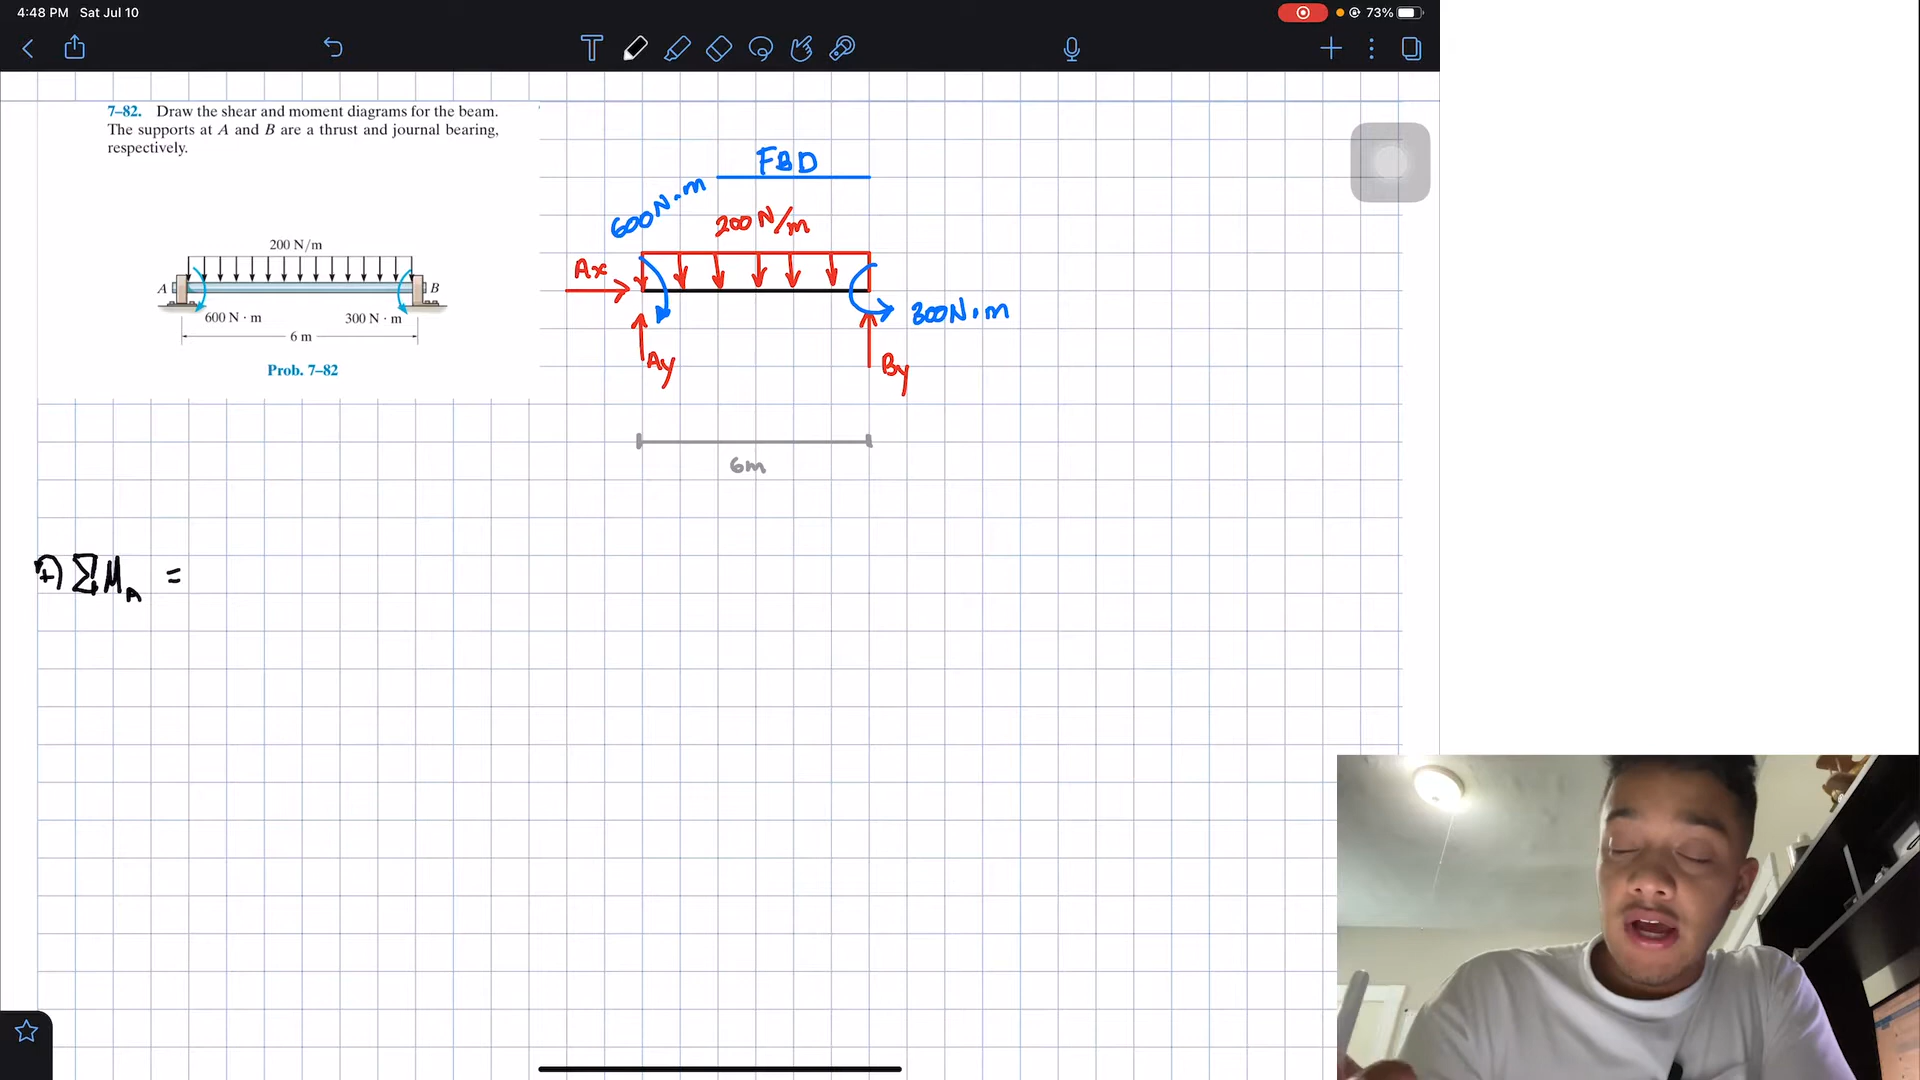 4:48 PM Sat Jul 10
73%
7–82. Draw the shear and moment diagrams for the beam.
The supports at A and B are a thrust and journal bearing,
respectively.
200 N/m
A
B
600 N · m
300 N · m
6 m
Prob. 7–82
FBD
600N·m
200N/m
Ax
300N·m
Ay
By
6m
+) ΣMA =